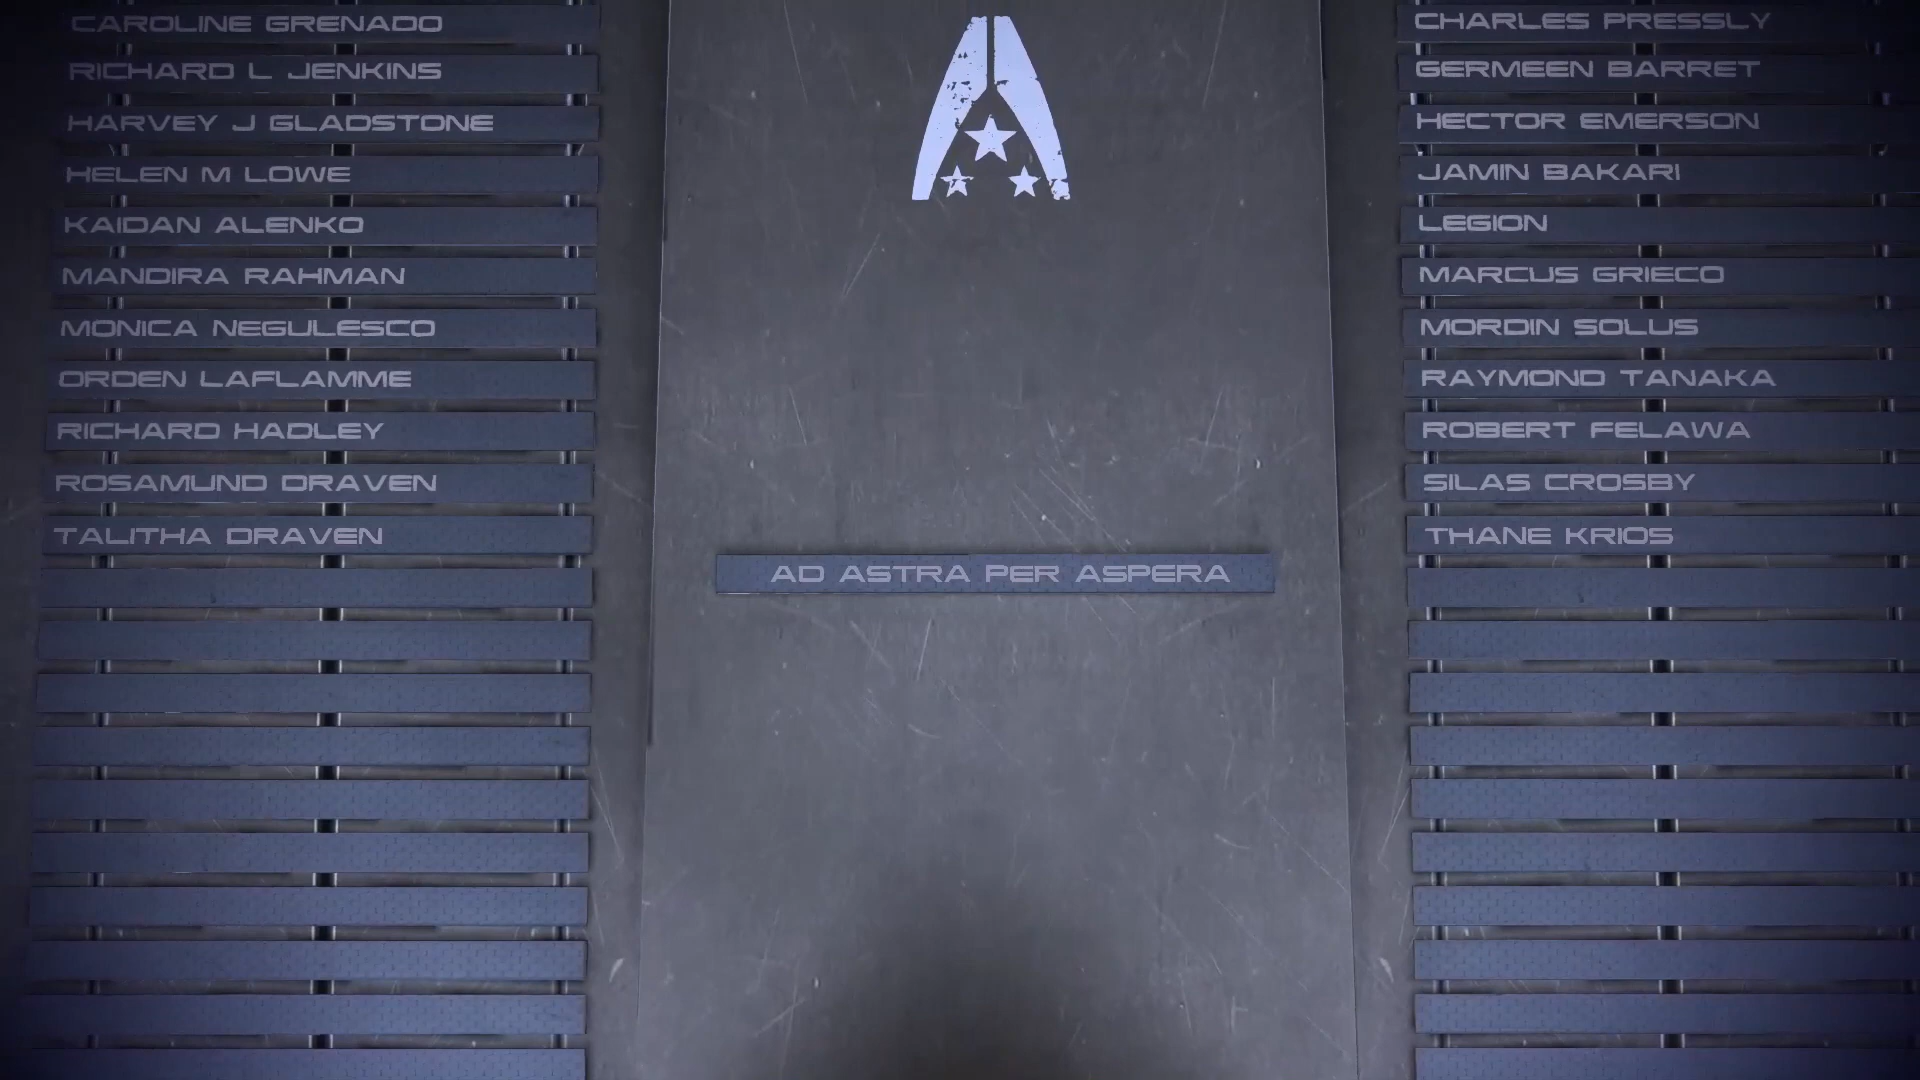 CAROLINE GRENADO
RICHARD L JENKINS
HARVEY J GLADSTONE
HELEN M LOWE
KAIDAN ALENKO
MANDIRA RAHMAN
MONICA NEGULESCO
ORDEN LAFLAMME
RICHARD HADLEY
ROSAMUND DRAVEN
TALITHA DRAVEN
AD ASTRA PER ASPERA
CHARLES PRESSLY
GERMEEN BARRET
HECTOR EMERSON
JAMIN BAKARI
LEGION
MARCUS GRIECO
MORDIN SOLUS
RAYMOND TANAKA
ROBERT FELAWA
SILAS CROSBY
THANE KRIOS